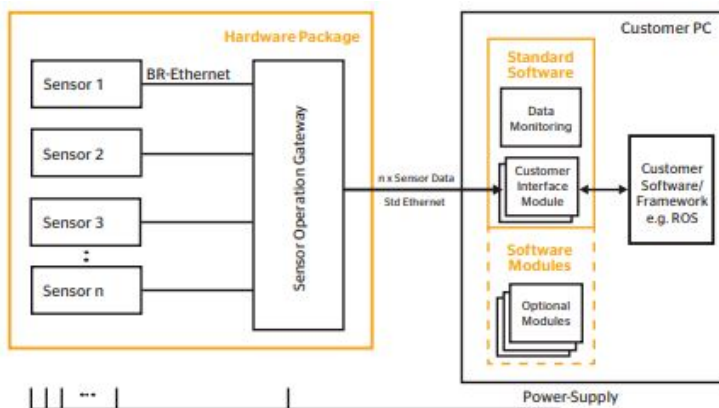 Hardware Package
Sensor 1
BR-Ethernet
Sensor 2
Sensor 3
Sensor n
Sensor Operation Gateway
n x Sensor Data
Std Ethernet
Customer PC
Standard
Software
Data
Monitoring
Customer
Interface
Module
Customer
Software/
Framework
e.g. ROS
Software
Modules
Optional
Modules
Power-Supply